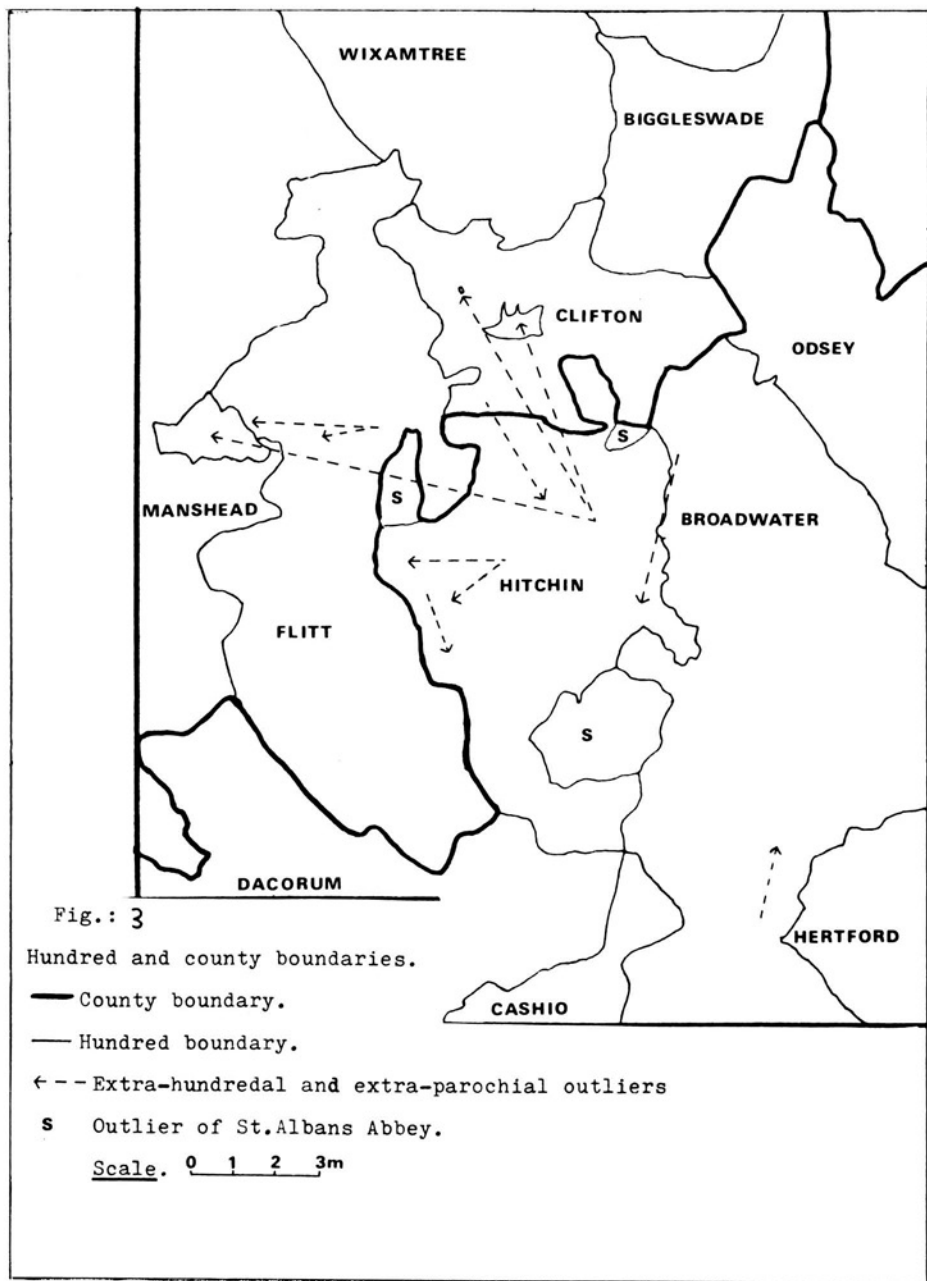 WIXAMTREE
BIGGLESWADE
CLIFTON
ODSEY
S
S
MANSHEAD
BROADWATER
HITCHIN
FLITT
S
DACORUM
HERTFORD
CASHIO
Fig.: 3
Hundred and county boundaries.
County boundary.
Hundred boundary.
Extra-hundredal and extra-parochial outliers
S Outlier of St.Albans Abbey.
Scale. 0 1 2 3m